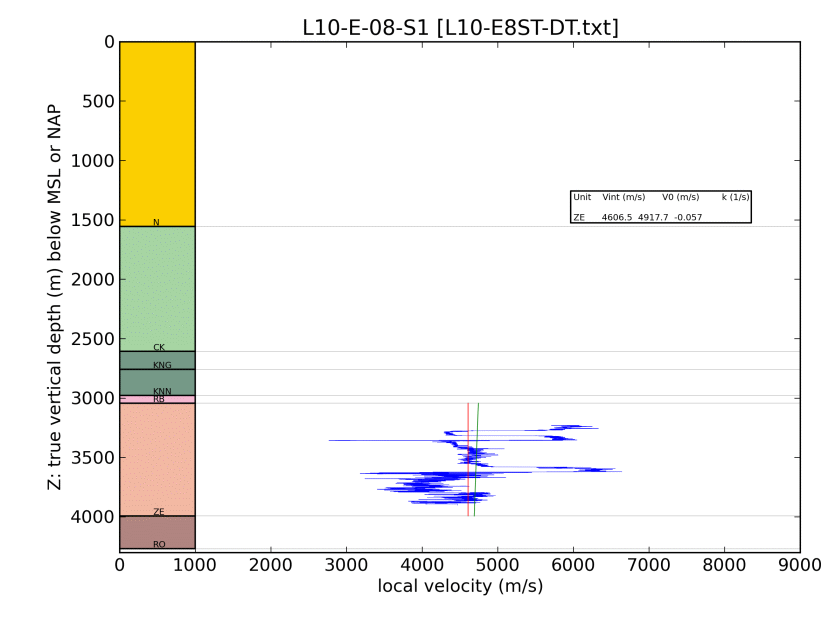 L10-E-08-S1 [L10-E8ST-DT.txt]
Z: true vertical depth (m) below MSL or NAP
0
500
1000
1500
2000
2500
3000
3500
4000
N
CK
KNG
KNN
RB
ZE
RO
Unit Vint (m/s) V0 (m/s) k (1/s)
ZE 4606.5 4917.7 -0.057
0 1000 2000 3000 4000 5000 6000 7000 8000 9000
local velocity (m/s)